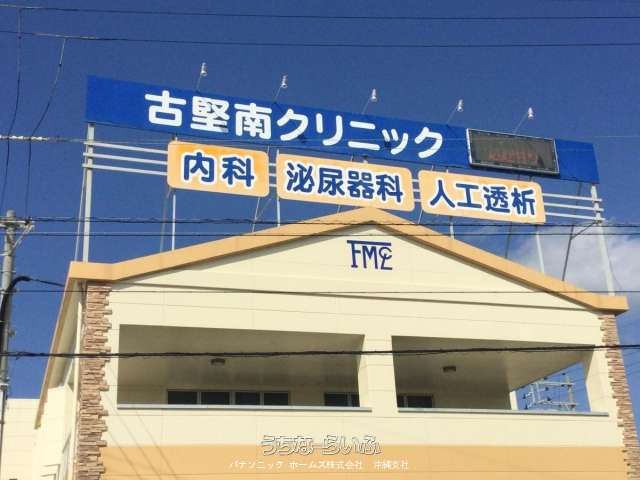 古堅南クリニック
内科
泌尿器科
人工透析
FMC
うちなーらいふ
パナソニック ホームズ株式会社 沖縄支社